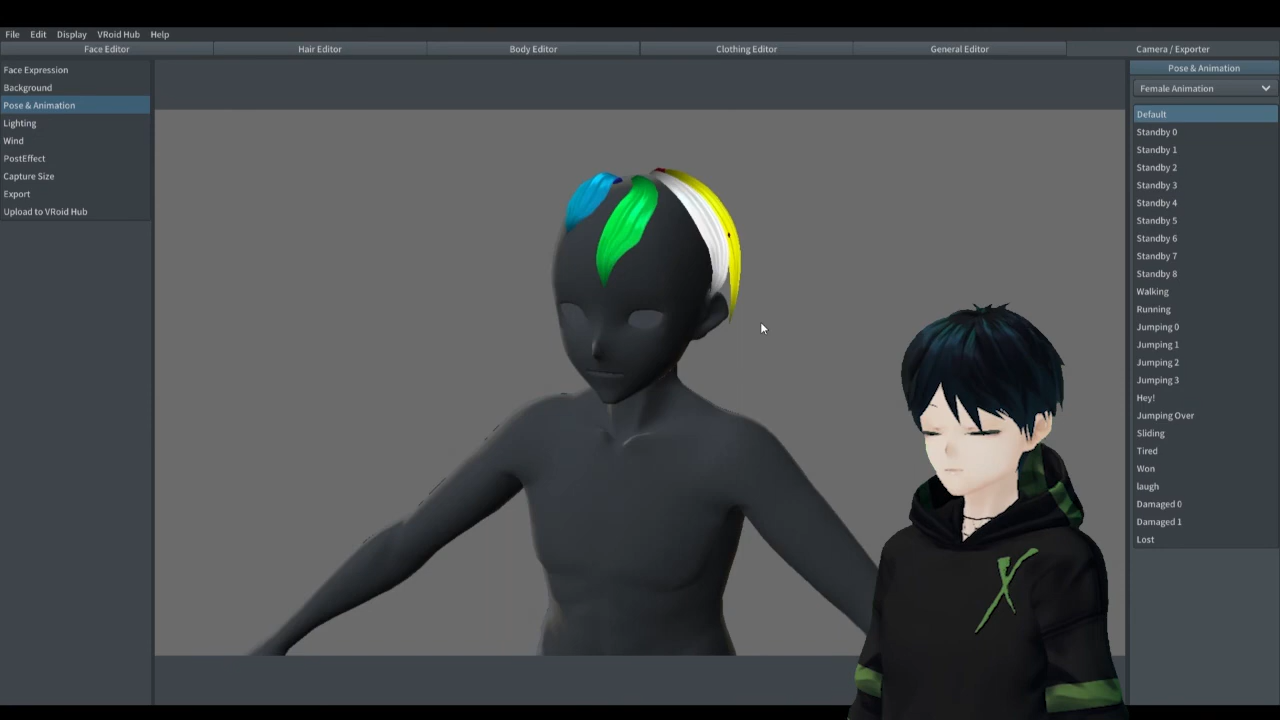 File Edit Display VRoid Hub Help
Face Editor Hair Editor Body Editor Clothing Editor General Editor Camera / Exporter
Face Expression
Background
Pose & Animation
Lighting
Wind
PostEffect
Capture Size
Export
Upload to VRoid Hub
Pose & Animation
Female Animation
Default
Standby 0
Standby 1
Standby 2
Standby 3
Standby 4
Standby 5
Standby 6
Standby 7
Standby 8
Walking
Running
Jumping 0
Jumping 1
Jumping 2
Jumping 3
Hey!
Jumping Over
Sliding
Tired
Won
laugh
Damaged 0
Damaged 1
Lost
X